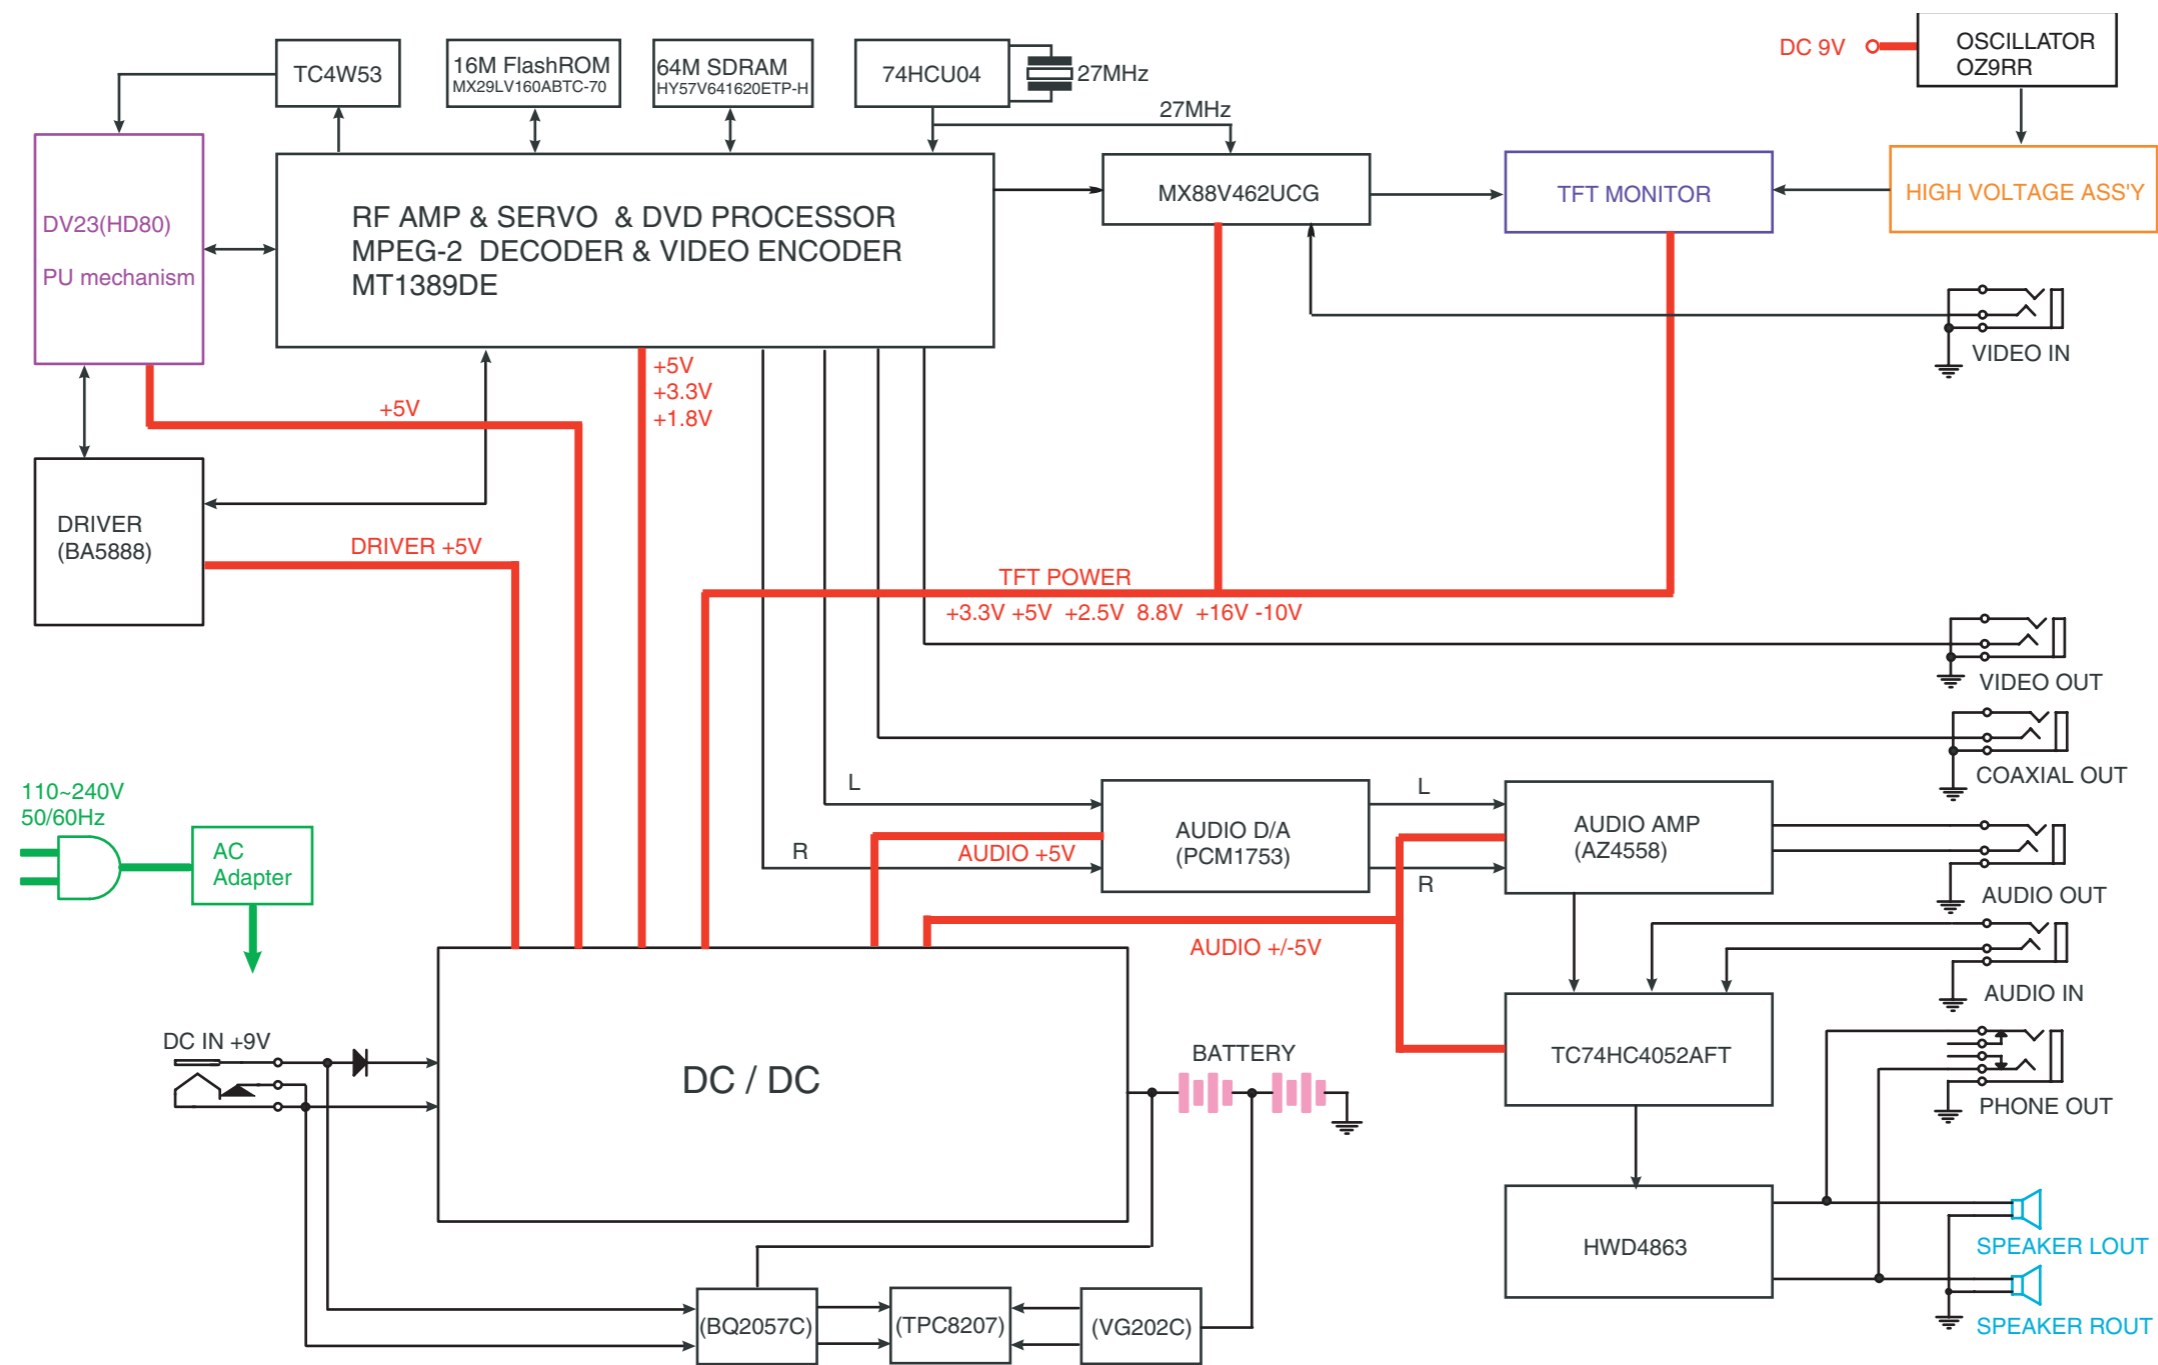 DC 9V
OSCILLATOR
OZ9RR
TC4W53
16M FlashROM
MX29LV160ABTC-70
64M SDRAM
HY57V641620ETP-H
74HCU04
27MHz
27MHz
DV23(HD80)
PU mechanism
RF AMP & SERVO & DVD PROCESSOR
MPEG-2 DECODER & VIDEO ENCODER
MT1389DE
MX88V462UCG
TFT MONITOR
HIGH VOLTAGE ASS'Y
VIDEO IN
+5V
+5V
+3.3V
+1.8V
DRIVER
(BA5888)
DRIVER +5V
TFT POWER
+3.3V +5V +2.5V 8.8V +16V -10V
VIDEO OUT
COAXIAL OUT
110~240V
50/60Hz
AC
Adapter
L
R
AUDIO +5V
AUDIO D/A
(PCM1753)
L
R
AUDIO AMP
(AZ4558)
AUDIO OUT
AUDIO +/-5V
AUDIO IN
DC IN +9V
DC / DC
BATTERY
TC74HC4052AFT
PHONE OUT
HWD4863
SPEAKER LOUT
SPEAKER ROUT
(BQ2057C)
(TPC8207)
(VG202C)